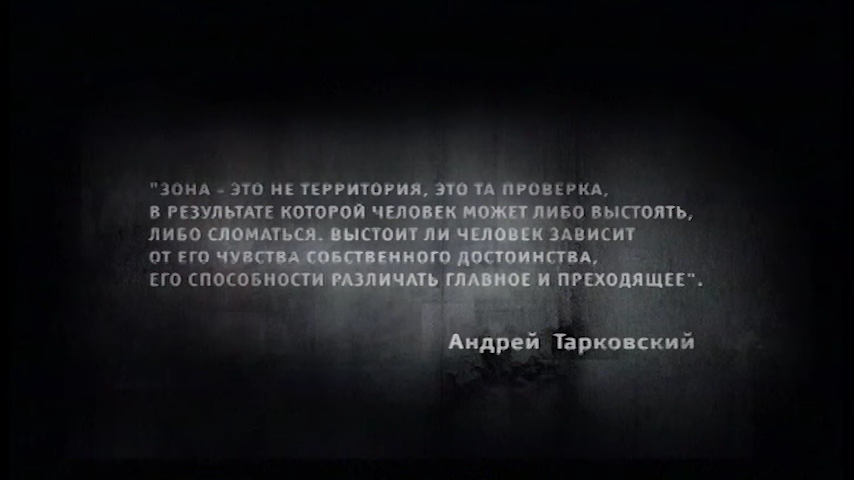 "ЗОНА - ЭТО НЕ ТЕРРИТОРИЯ, ЭТО ТА ПРОВЕРКА,
В РЕЗУЛЬТАТЕ КОТОРОЙ ЧЕЛОВЕК МОЖЕТ ЛИБО ВЫСТОЯТЬ,
ЛИБО СЛОМАТЬСЯ. ВЫСТОИТ ЛИ ЧЕЛОВЕК ЗАВИСИТ
ОТ ЕГО ЧУВСТВА СОБСТВЕННОГО ДОСТОИНСТВА,
ЕГО СПОСОБНОСТИ РАЗЛИЧАТЬ ГЛАВНОЕ И ПРЕХОДЯЩЕЕ".
Андрей Тарковский